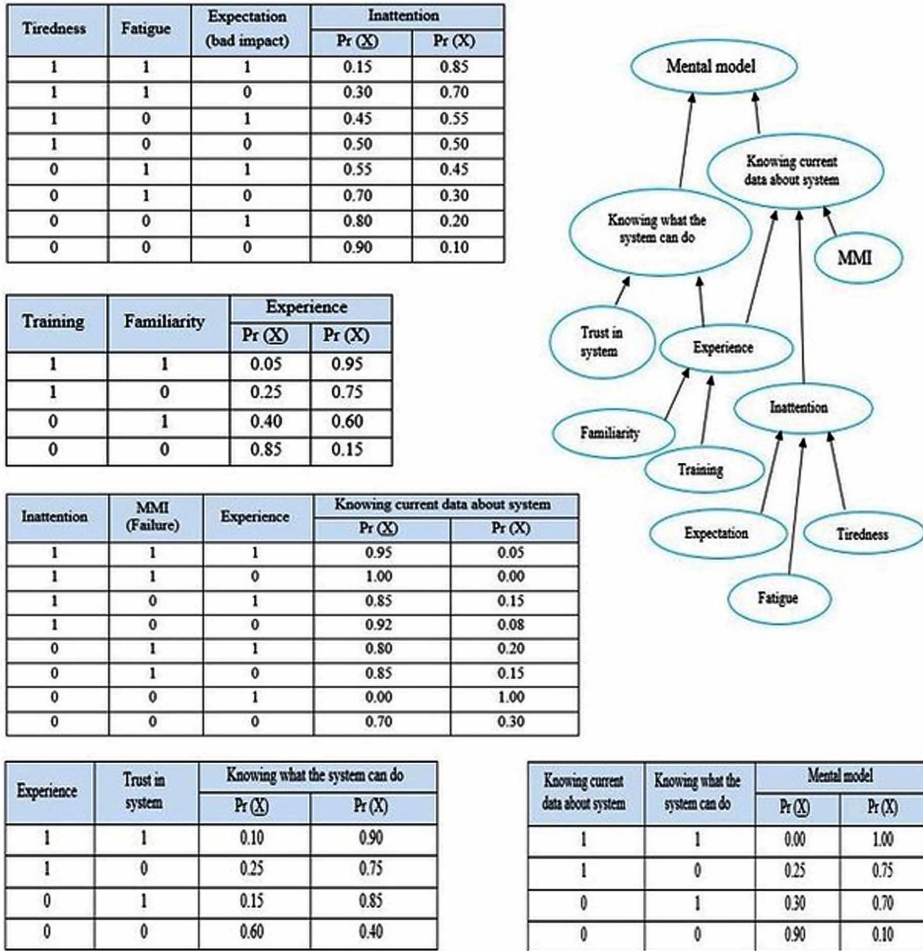 Tiredness Fatigue Expectation (bad impact) Inattention
Pr (X) Pr (X)
1 1 1 0.15 0.85
1 1 0 0.30 0.70
1 0 1 0.45 0.55
1 0 0 0.50 0.50
0 1 1 0.55 0.45
0 1 0 0.70 0.30
0 0 1 0.80 0.20
0 0 0 0.90 0.10
Training Familiarity Experience
Pr (X) Pr (X)
1 1 0.05 0.95
1 0 0.25 0.75
0 1 0.40 0.60
0 0 0.85 0.15
Mental model
Knowing current
data about system
Knowing what the
system can do
MMI
Trust in
system
Experience
Inattention
Familiarity
Training
Expectation
Tiredness
Fatigue
Inattention MMI (Failure) Experience Knowing current data about system
Pr (X) Pr (X)
1 1 1 0.95 0.05
1 1 0 1.00 0.00
1 0 1 0.85 0.15
1 0 0 0.92 0.08
0 1 1 0.80 0.20
0 1 0 0.85 0.15
0 0 1 0.00 1.00
0 0 0 0.70 0.30
Experience Trust in system Knowing what the system can do
Pr (X) Pr (X)
1 1 0.10 0.90
1 0 0.25 0.75
0 1 0.15 0.85
0 0 0.60 0.40
Knowing current data about system Knowing what the system can do Mental model
Pr (X) Pr (X)
1 1 0.00 1.00
1 0 0.25 0.75
0 1 0.30 0.70
0 0 0.90 0.10